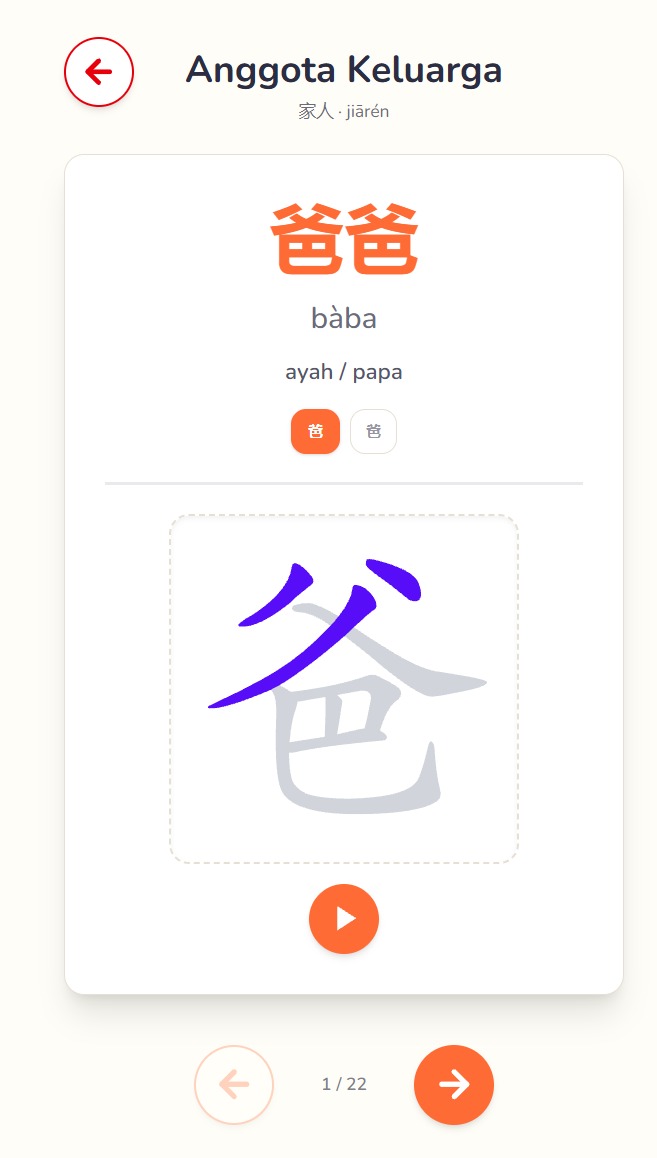 Anggota Keluarga
家人 · jiārén
爸爸
bàba
ayah / papa
爸 爸
爸
1 / 22